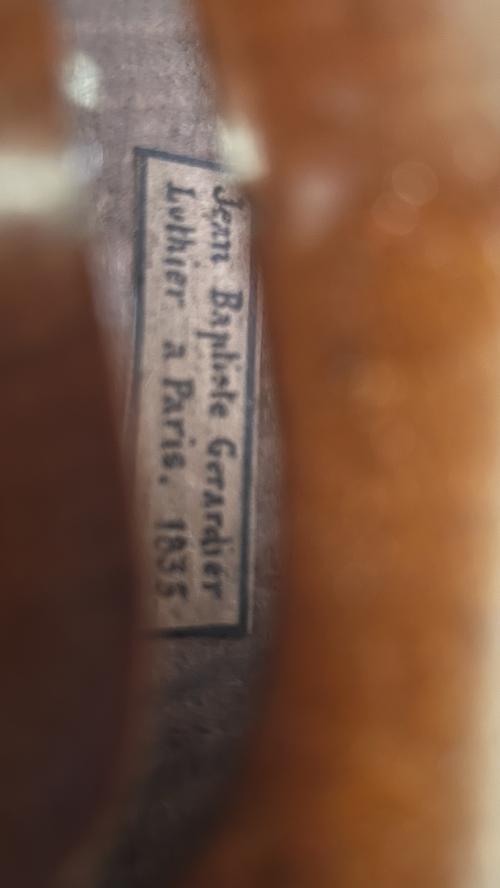 Jean Baptiste Gerardier
Luthier a Paris. 1835